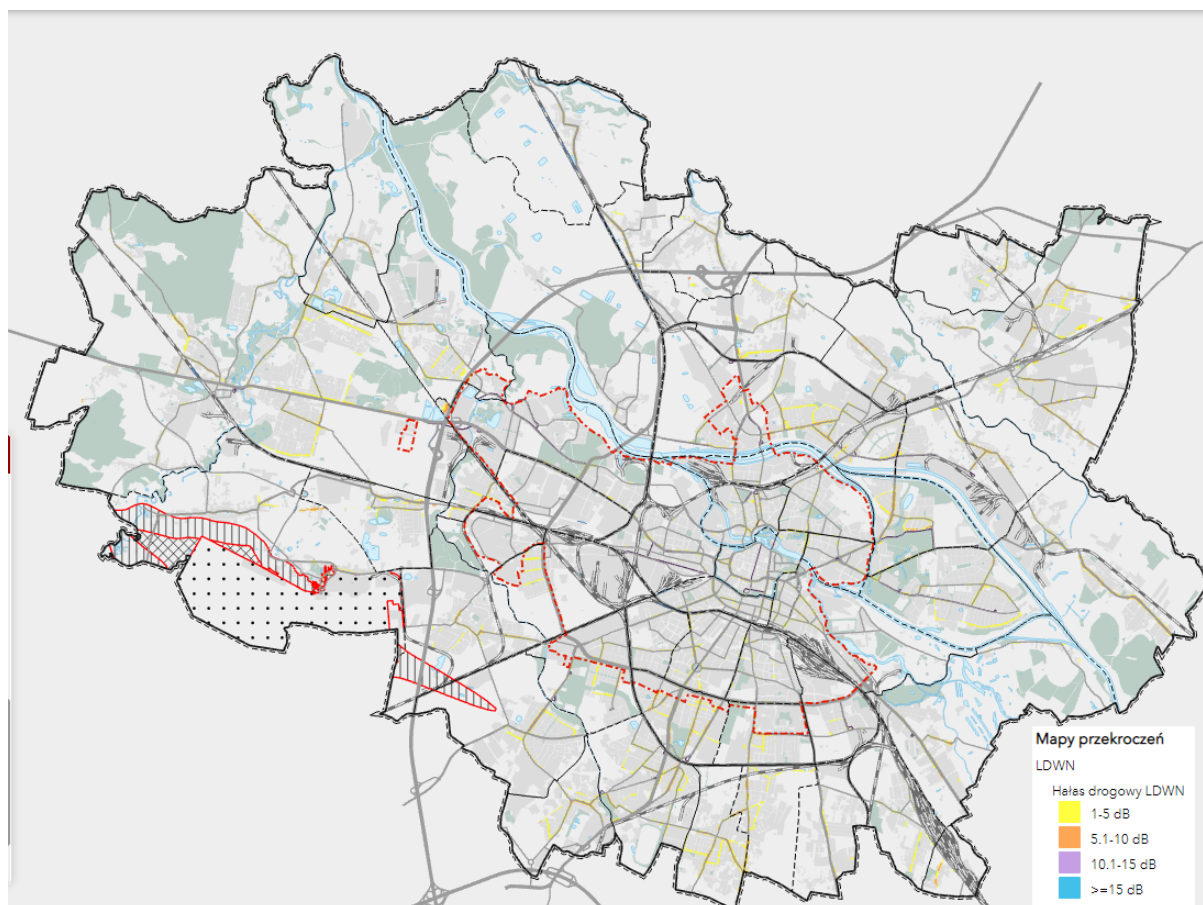 Mapy przekroczeń
LDWN
Hałas drogowy LDWN
1-5 dB
5.1-10 dB
10.1-15 dB
>=15 dB